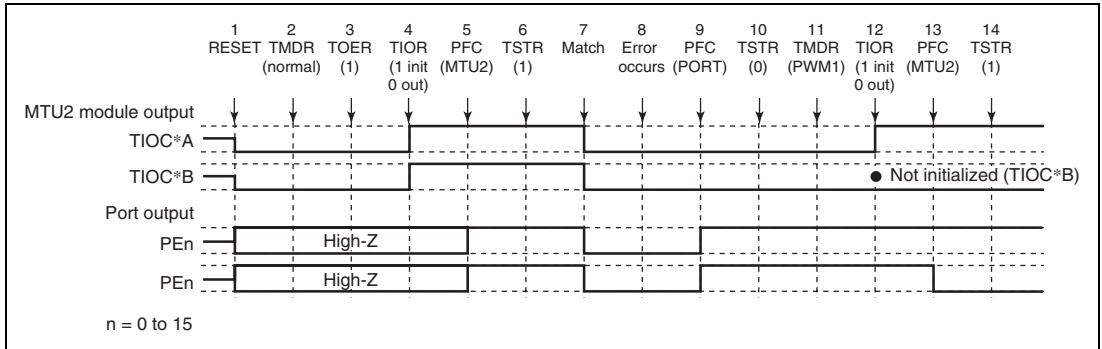 1 2 3 4 5 6 7 8 9 10 11 12 13 14
RESET TMDR TOER TIOR PFC TSTR Match Error PFC TSTR TMDR TIOR PFC TSTR
(normal) (1) (1 init (MTU2) (1) occurs (PORT) (0) (PWM1) (1 init (MTU2) (1)
0 out) 0 out)
MTU2 module output
TIOC*A
TIOC*B ● Not initialized (TIOC*B)
Port output
PEn High-Z
PEn High-Z
n = 0 to 15